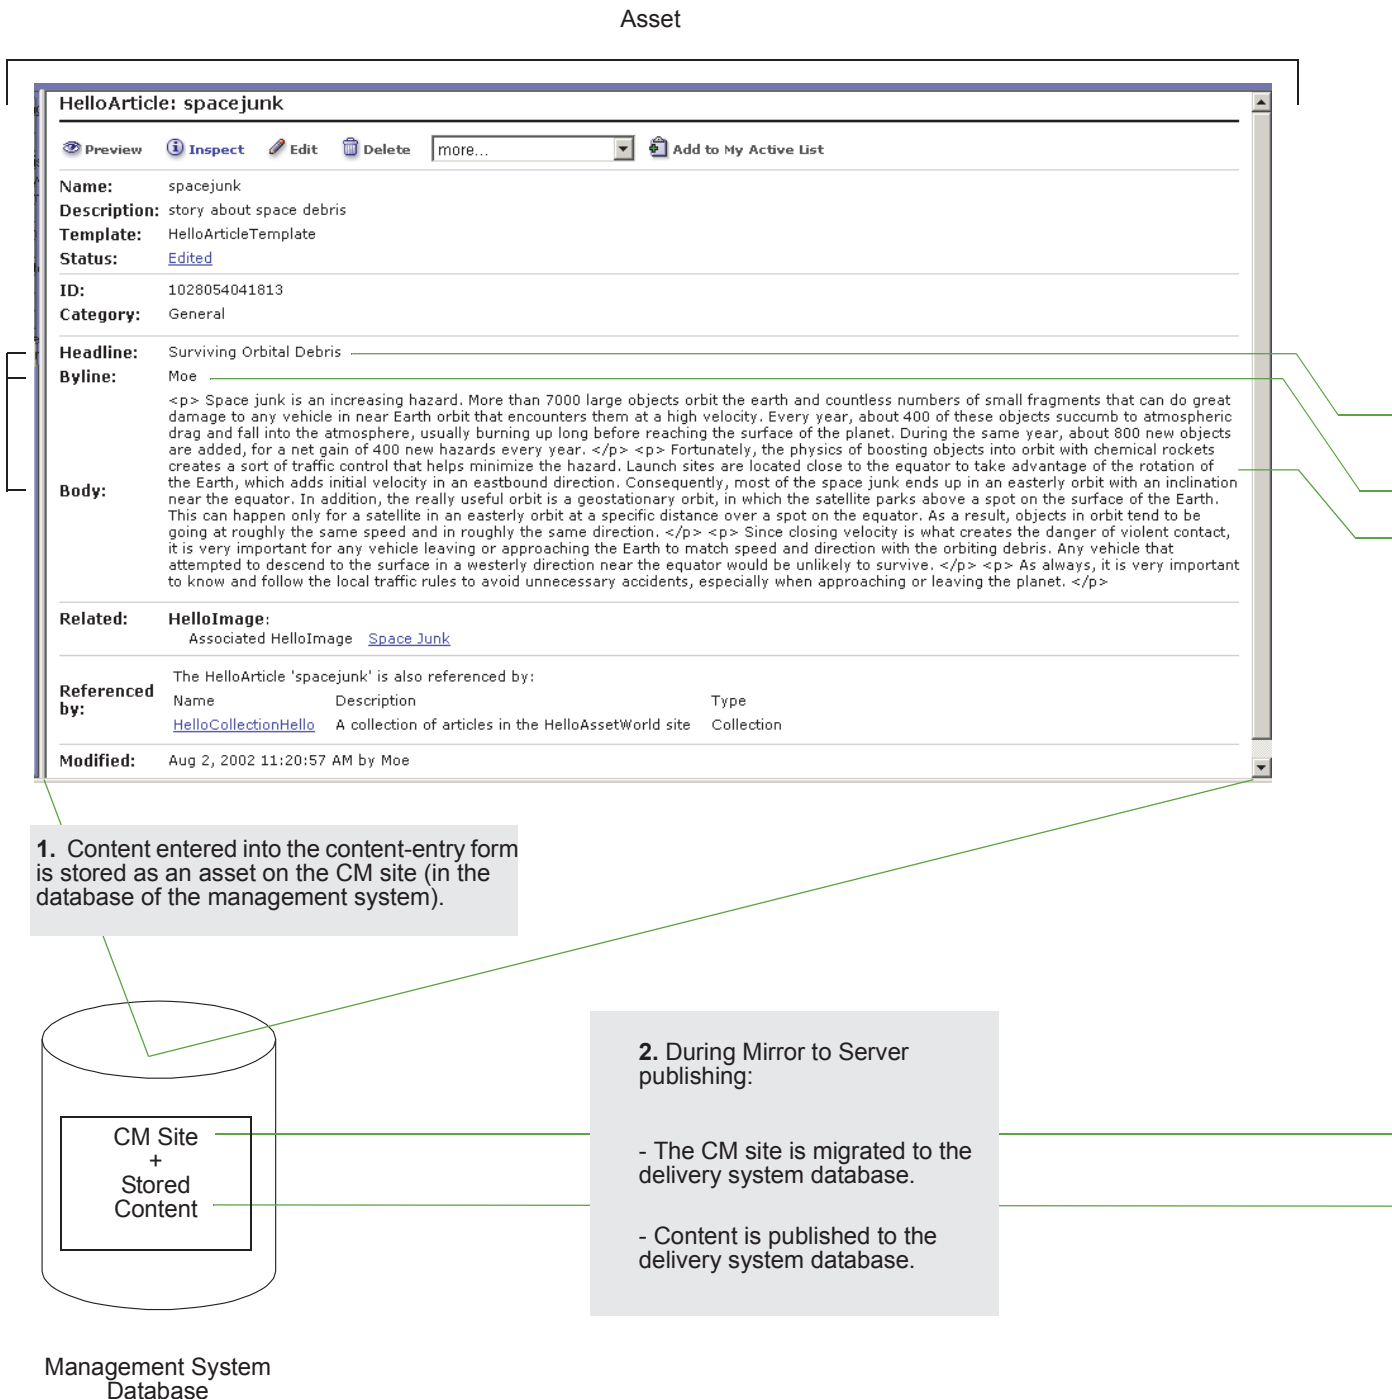 Asset
HelloArticle: spacejunk
Preview Inspect Edit Delete more... Add to My Active List
Name: spacejunk
Description: story about space debris
Template: HelloArticleTemplate
Status: Edited
ID: 1028054041813
Category: General
Headline: Surviving Orbital Debris
Byline: Moe
Body:
<p> Space junk is an increasing hazard. More than 7000 large objects orbit the earth and countless numbers of small fragments that can do great
damage to any vehicle in near Earth orbit that encounters them at a high velocity. Every year, about 400 of these objects succumb to atmospheric
drag and fall into the atmosphere, usually burning up long before reaching the surface of the planet. During the same year, about 800 new objects
are added, for a net gain of 400 new hazards every year. </p> <p> Fortunately, the physics of boosting objects into orbit with chemical rockets
creates a sort of traffic control that helps minimize the hazard. Launch sites are located close to the equator to take advantage of the rotation of
the Earth, which adds initial velocity in an eastbound direction. Consequently, most of the space junk ends up in an easterly orbit with an inclination
near the equator. In addition, the really useful orbit is a geostationary orbit, in which the satellite parks above a spot on the surface of the Earth.
This can happen only for a satellite in an easterly orbit at a specific distance over a spot on the equator. As a result, objects in orbit tend to be
going at roughly the same speed and in roughly the same direction. </p> <p> Since closing velocity is what creates the danger of violent contact,
it is very important for any vehicle leaving or approaching the Earth to match speed and direction with the orbiting debris. Any vehicle that
attempted to descend to the surface in a westerly direction near the equator would be unlikely to survive. </p> <p> As always, it is very important
to know and follow the local traffic rules to avoid unnecessary accidents, especially when approaching or leaving the planet. </p>
Related: HelloImage:
Associated HelloImage Space Junk
Referenced by:
The HelloArticle 'spacejunk' is also referenced by:
Name Description Type
HelloCollectionHello A collection of articles in the HelloAssetWorld site Collection
Modified: Aug 2, 2002 11:20:57 AM by Moe
1. Content entered into the content-entry form
is stored as an asset on the CM site (in the
database of the management system).
2. During Mirror to Server
publishing:
- The CM site is migrated to the
delivery system database.
- Content is published to the
delivery system database.
CM Site
+
Stored
Content
Management System
Database